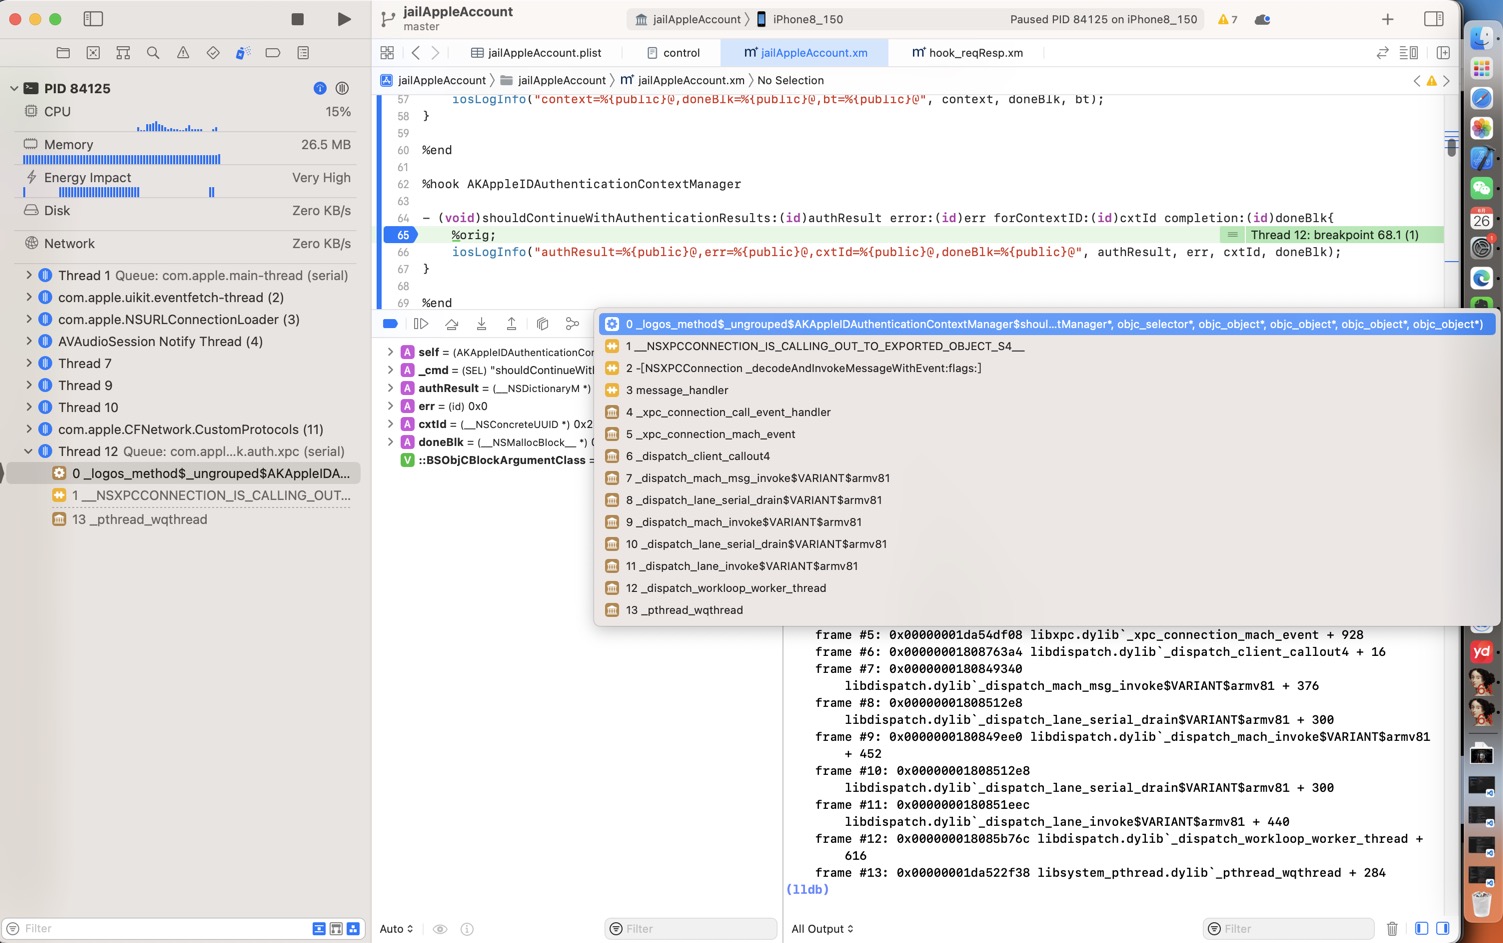 jailAppleAccount
master
jailAppleAccount
iPhone8_150
Paused PID 84125 on iPhone8_150
7
jailAppleAccount.plist
control
jailAppleAccount.xm
hook_reqResp.xm
jailAppleAccount
jailAppleAccount
jailAppleAccount.xm
No Selection
PID 84125
CPU
15%
Memory
26.5 MB
Energy Impact
Very High
Disk
Zero KB/s
Network
Zero KB/s
Thread 1 Queue: com.apple.main-thread (serial)
com.apple.uikit.eventfetch-thread (2)
com.apple.NSURLConnectionLoader (3)
AVAudioSession Notify Thread (4)
Thread 7
Thread 9
Thread 10
com.apple.CFNetwork.CustomProtocols (11)
Thread 12 Queue: com.appl...k.auth.xpc (serial)
0 _logos_method$_ungrouped$AKAppleIDA...
1 __NSXPCCONNECTION_IS_CALLING_OUT...
13 _pthread_wqthread
Filter
57 iosLogInfo("context=%{public}@,doneBlk=%{public}@,bt=%{public}@", context, doneBlk, bt);
58 }
59
60 %end
61
62 %hook AKAppleIDAuthenticationContextManager
63
64 - (void)shouldContinueWithAuthenticationResults:(id)authResult error:(id)err forContextID:(id)cxtId completion:(id)doneBlk{
65 %orig;
Thread 12: breakpoint 68.1 (1)
66 iosLogInfo("authResult=%{public}@,err=%{public}@,cxtId=%{public}@,doneBlk=%{public}@", authResult, err, cxtId, doneBlk);
67 }
68
69 %end
A self = (AKAppleIDAuthenticationCor
A _cmd = (SEL) "shouldContinueWith
A authResult = (__NSDictionaryM *)
A err = (id) 0x0
A cxtId = (__NSConcreteUUID *) 0x2
A doneBlk = (__NSMallocBlock__ *)
V ::BSObjCBlockArgumentClass =
0 _logos_method$_ungrouped$AKAppleIDAuthenticationContextManager$shoul...tManager*, objc_selector*, objc_object*, objc_object*, objc_object*, objc_object*)
1 __NSXPCCONNECTION_IS_CALLING_OUT_TO_EXPORTED_OBJECT_S4__
2 -[NSXPCConnection _decodeAndInvokeMessageWithEvent:flags:]
3 message_handler
4 _xpc_connection_call_event_handler
5 _xpc_connection_mach_event
6 _dispatch_client_callout4
7 _dispatch_mach_msg_invoke$VARIANT$armv81
8 _dispatch_lane_serial_drain$VARIANT$armv81
9 _dispatch_mach_invoke$VARIANT$armv81
10 _dispatch_lane_serial_drain$VARIANT$armv81
11 _dispatch_lane_invoke$VARIANT$armv81
12 _dispatch_workloop_worker_thread
13 _pthread_wqthread
frame #5: 0x00000001da54df08 libxpc.dylib`_xpc_connection_mach_event + 928
frame #6: 0x00000001808763a4 libdispatch.dylib`_dispatch_client_callout4 + 16
frame #7: 0x0000000180849340
libdispatch.dylib`_dispatch_mach_msg_invoke$VARIANT$armv81 + 376
frame #8: 0x00000001808512e8
libdispatch.dylib`_dispatch_lane_serial_drain$VARIANT$armv81 + 300
frame #9: 0x0000000180849ee0 libdispatch.dylib`_dispatch_mach_invoke$VARIANT$armv81
+ 452
frame #10: 0x00000001808512e8
libdispatch.dylib`_dispatch_lane_serial_drain$VARIANT$armv81 + 300
frame #11: 0x0000000180851eec
libdispatch.dylib`_dispatch_lane_invoke$VARIANT$armv81 + 440
frame #12: 0x000000018085b76c libdispatch.dylib`_dispatch_workloop_worker_thread +
616
frame #13: 0x00000001da522f38 libsystem_pthread.dylib`_pthread_wqthread + 284
(lldb)
Auto
Filter
All Output
Filter
26
yd